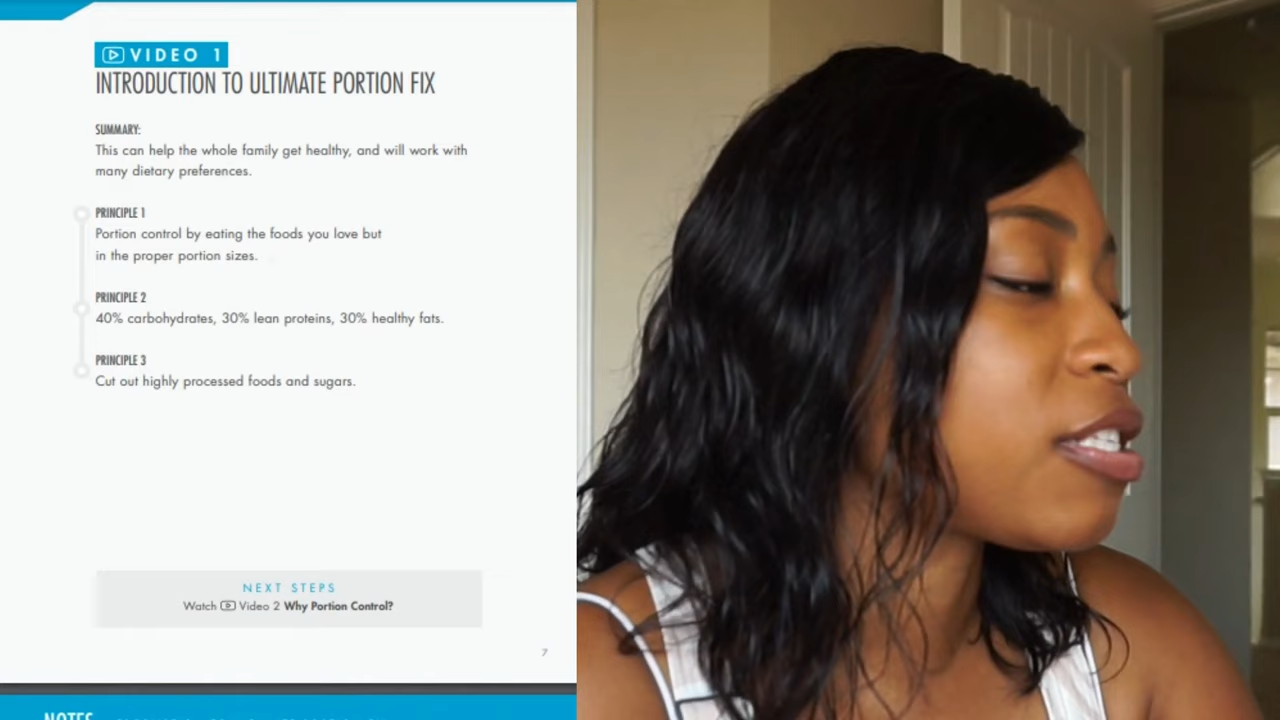 VIDEO 1
INTRODUCTION TO ULTIMATE PORTION FIX
SUMMARY:
This can help the whole family get healthy, and will work with
many dietary preferences.
PRINCIPLE 1
Portion control by eating the foods you love but
in the proper portion sizes.
PRINCIPLE 2
40% carbohydrates, 30% lean proteins, 30% healthy fats.
PRINCIPLE 3
Cut out highly processed foods and sugars.
NEXT STEPS
Watch Video 2 Why Portion Control?
7
NOTES